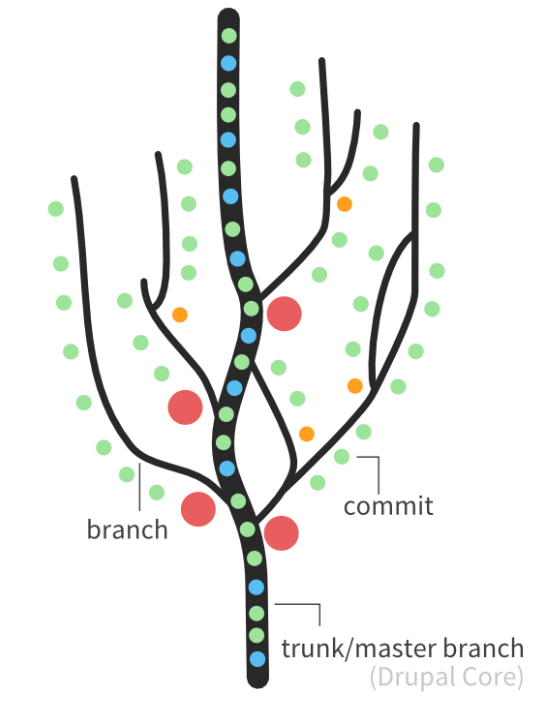 commit
branch
trunk/master branch
(Drupal Core)